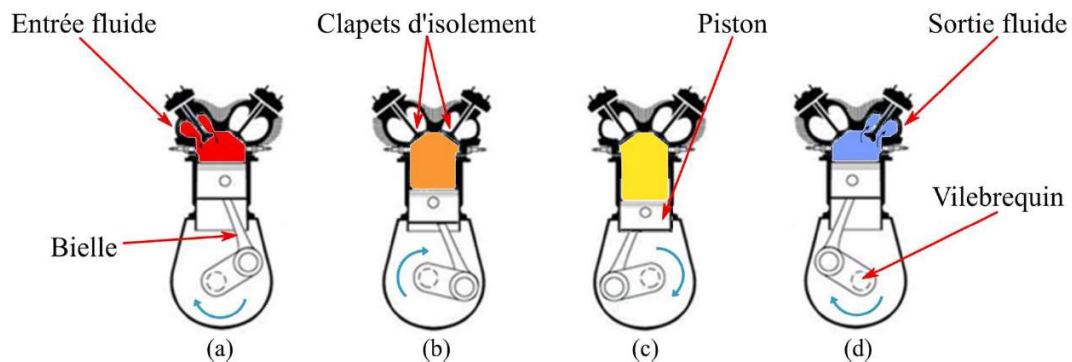 Entrée fluide
Clapets d'isolement
Piston
Sortie fluide
Bielle
Vilebrequin
(a)
(b)
(c)
(d)